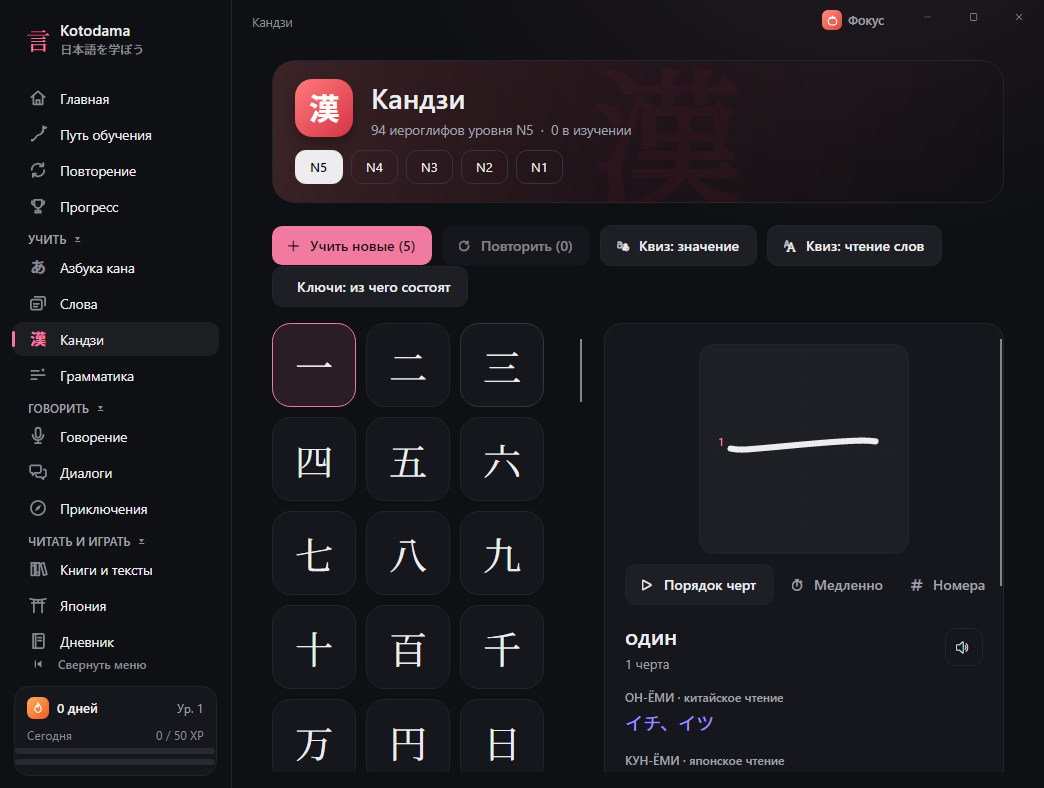 言 Kotodama
日本語を学ぼう
Главная
Путь обучения
Повторение
Прогресс
УЧИТЬ
あ Азбука кана
Слова
漢 Кандзи
Грамматика
ГОВОРИТЬ
Говорение
Диалоги
Приключения
ЧИТАТЬ И ИГРАТЬ
Книги и тексты
Япония
Дневник
Свернуть меню
0 дней Ур. 1
Сегодня 0 / 50 XP
Кандзи
Фокус
漢 Кандзи
94 иероглифов уровня N5 · 0 в изучении
漢
N5 N4 N3 N2 N1
+ Учить новые (5) Повторить (0) Квиз: значение Квиз: чтение слов
Ключи: из чего состоят
一 二 三
四 五 六
七 八 九
十 百 千
万 円 日
1
Порядок черт Медленно # Номера
один
1 черта
ОН-ЁМИ · китайское чтение
イチ、イツ
КУН-ЁМИ · японское чтение